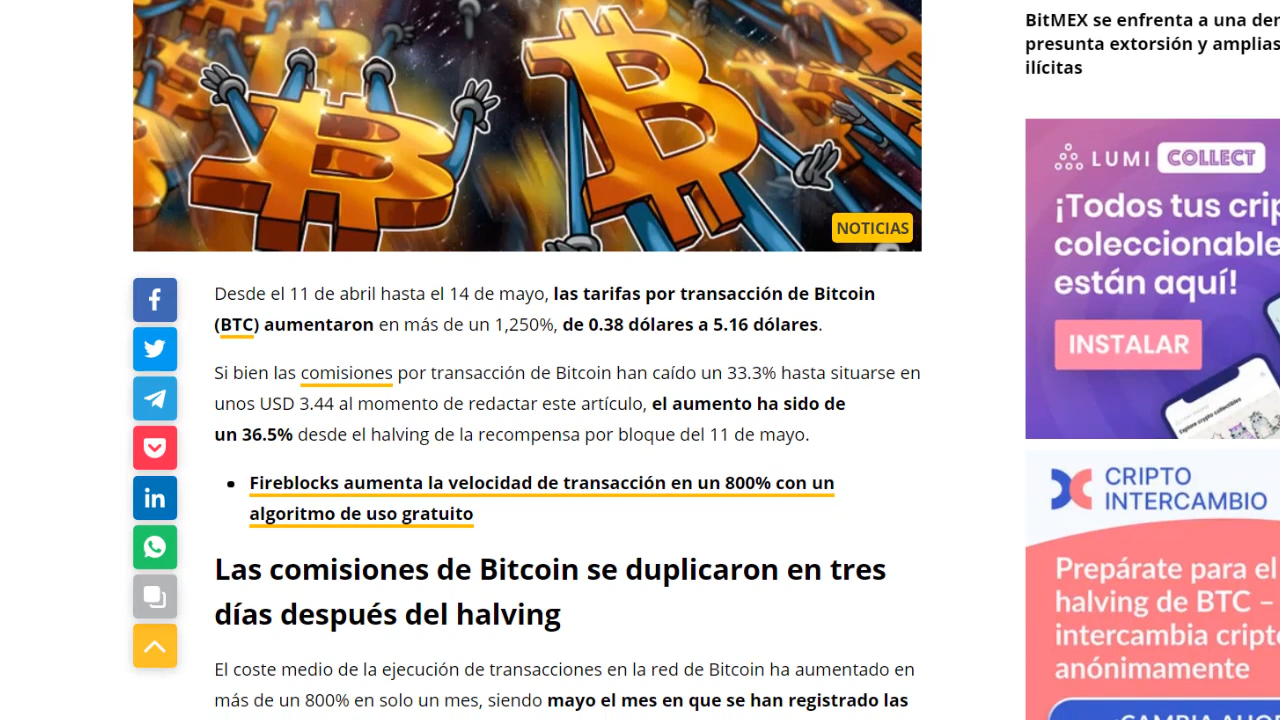 NOTICIAS
Desde el 11 de abril hasta el 14 de mayo, las tarifas por transacción de Bitcoin
(BTC) aumentaron en más de un 1,250%, de 0.38 dólares a 5.16 dólares.
Si bien las comisiones por transacción de Bitcoin han caído un 33.3% hasta situarse en
unos USD 3.44 al momento de redactar este artículo, el aumento ha sido de
un 36.5% desde el halving de la recompensa por bloque del 11 de mayo.
Fireblocks aumenta la velocidad de transacción en un 800% con un
algoritmo de uso gratuito
Las comisiones de Bitcoin se duplicaron en tres
días después del halving
El coste medio de la ejecución de transacciones en la red de Bitcoin ha aumentado en
más de un 800% en solo un mes, siendo mayo el mes en que se han registrado las
BitMEX se enfrenta a una
presunta extorsión y
ilícitas
LUMI COLLECT
¡Todos tus
están aquí!
INSTALAR
Explore crypto collectibles
CRIPTO
INTERCAMBIO
Prepárate para el
halving de BTC –
intercambia
anónimamente
CAMBIA